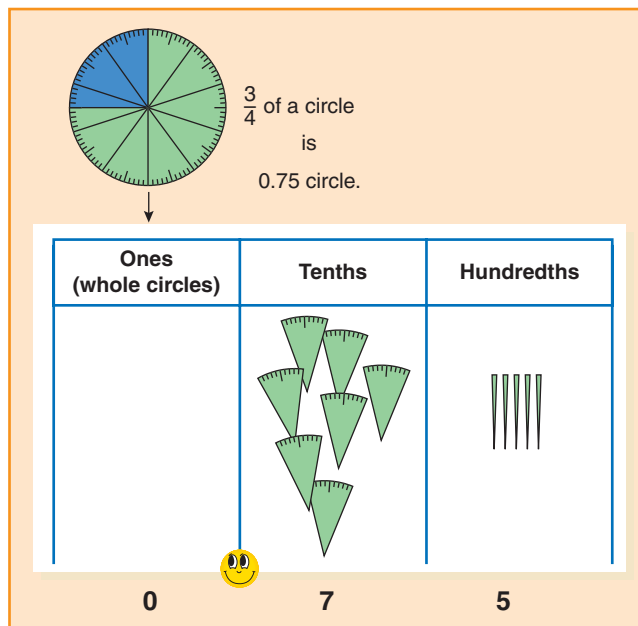 3/4 of a circle
is
0.75 circle.
Ones
(whole circles)
Tenths
Hundredths
0 7 5